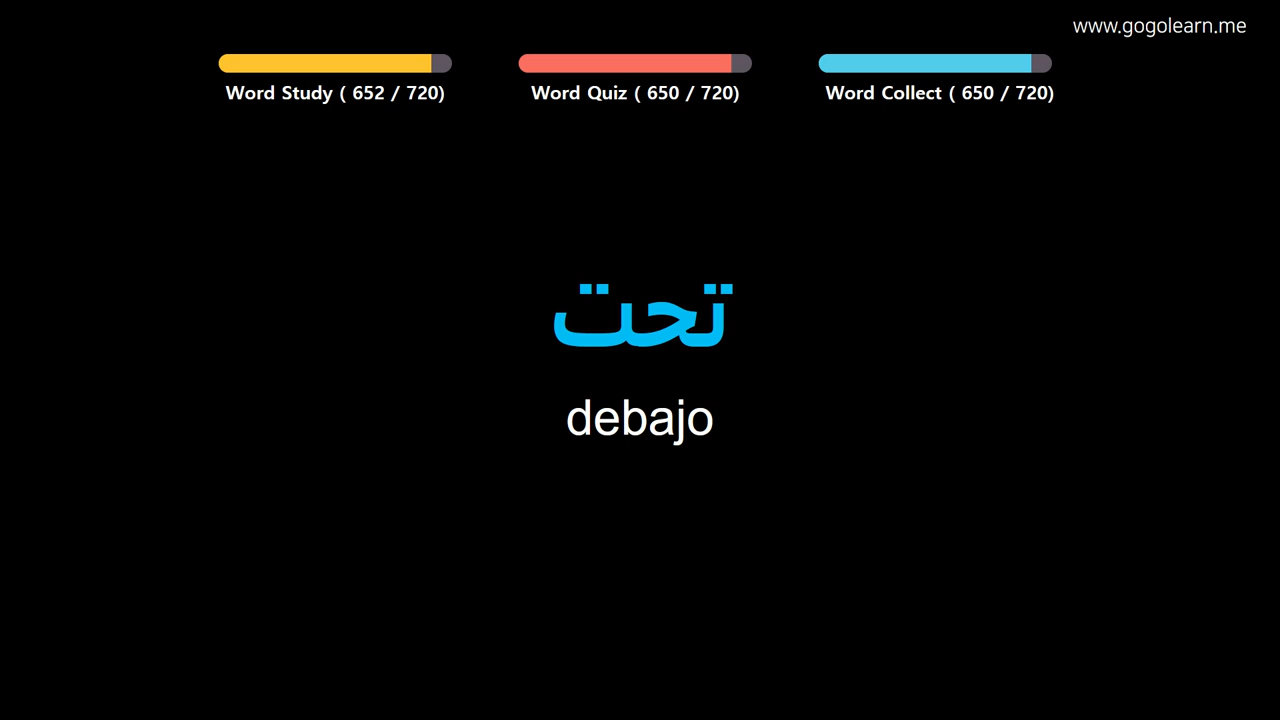 www.gogolearn.me
Word Study ( 652 / 720)
Word Quiz ( 650 / 720)
Word Collect ( 650 / 720)
تحت
debajo